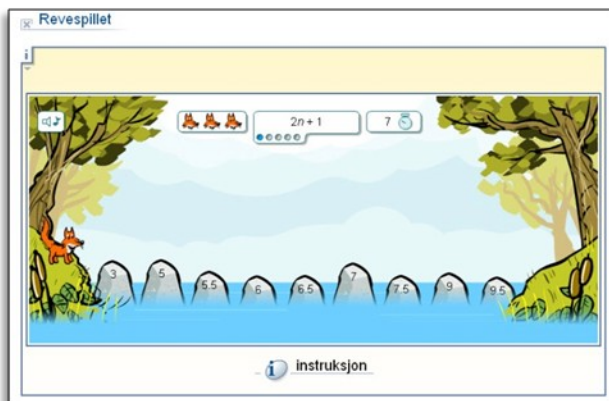 Revespillet
i
2n + 1
7
3 5 5.5 6 6.5 7 7.5 9 9.5
i instruksjon